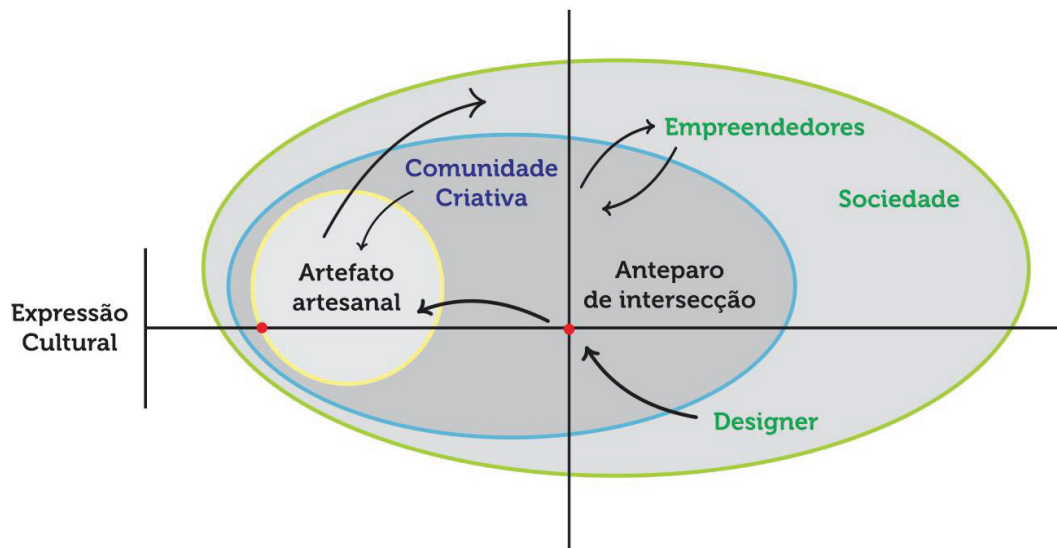 Empreendedores
Comunidade
Criativa
Sociedade
Artefato
artesanal
Anteparo
de intersecção
Expressão
Cultural
Designer